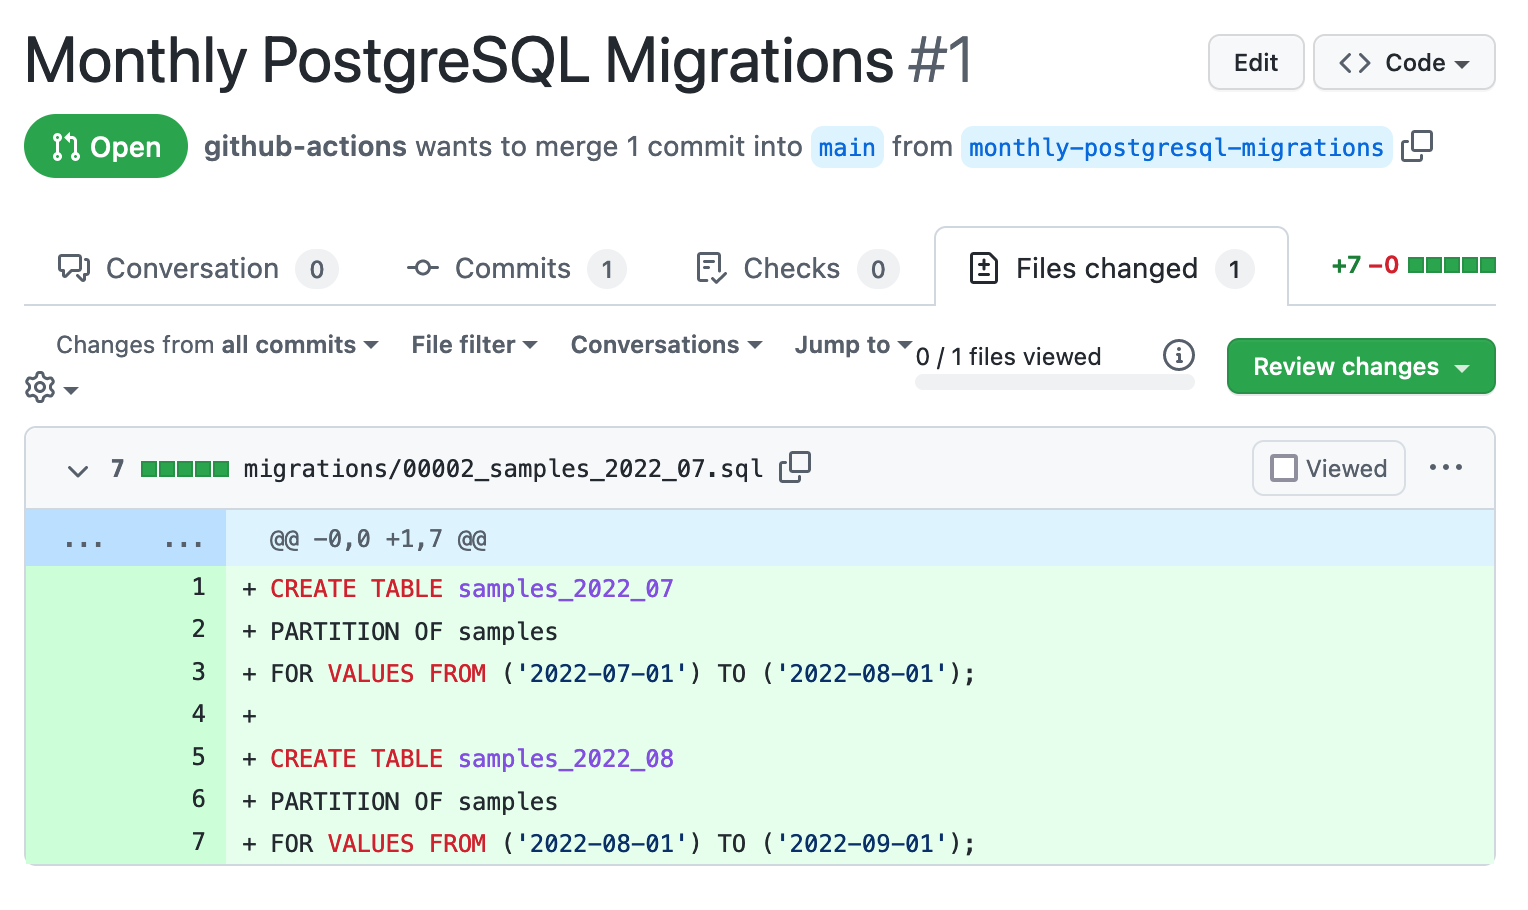 Monthly PostgreSQL Migrations #1
Edit
<> Code
Open
github-actions wants to merge 1 commit into main from monthly-postgresql-migrations
Conversation 0
Commits 1
Checks 0
Files changed 1
+7 −0
Changes from all commits
File filter
Conversations
Jump to
0 / 1 files viewed
Review changes
7 migrations/00002_samples_2022_07.sql
Viewed
...
... ... @@ -0,0 +1,7 @@
1 + CREATE TABLE samples_2022_07
2 + PARTITION OF samples
3 + FOR VALUES FROM ('2022-07-01') TO ('2022-08-01');
4 +
5 + CREATE TABLE samples_2022_08
6 + PARTITION OF samples
7 + FOR VALUES FROM ('2022-08-01') TO ('2022-09-01');